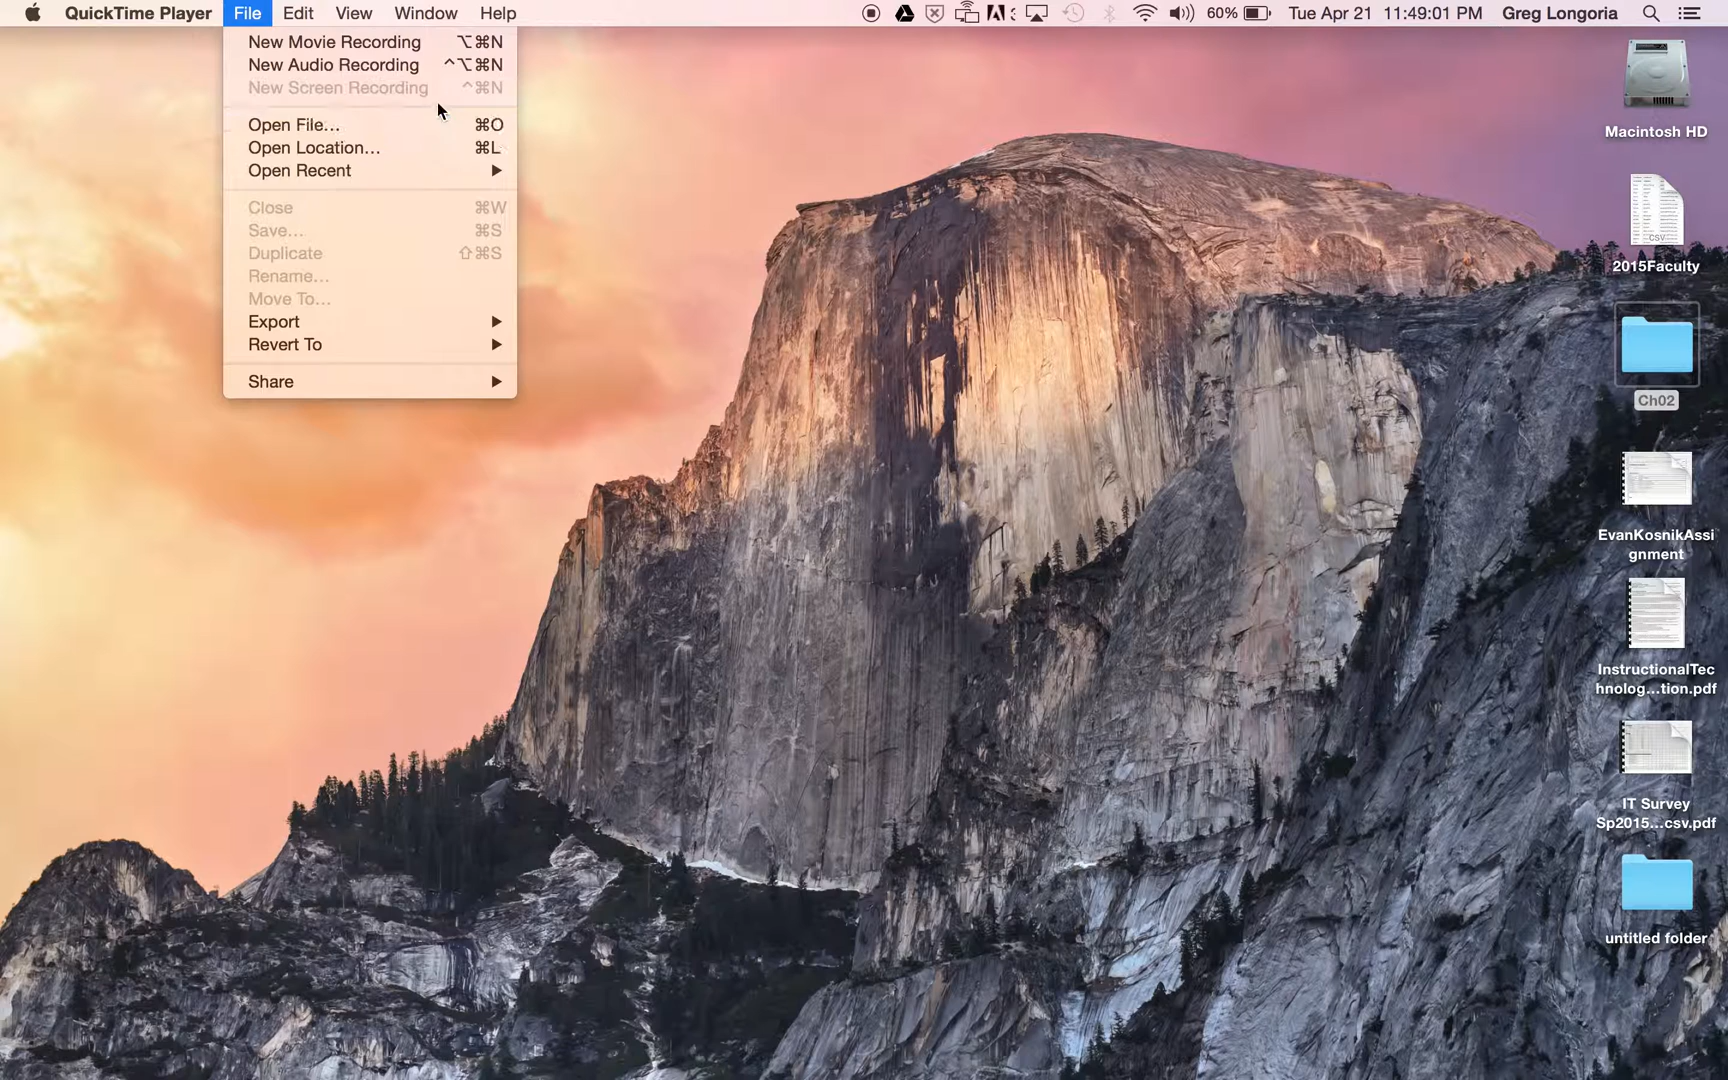 QuickTime Player File Edit View Window Help 60% Tue Apr 21 11:49:01 PM Greg Longoria
New Movie Recording ⌥⌘N
New Audio Recording ^⌥⌘N
New Screen Recording ^⌘N
Open File... ⌘O
Open Location... ⌘L
Open Recent
Close ⌘W
Save... ⌘S
Duplicate ⇧⌘S
Rename...
Move To...
Export
Revert To
Share
Macintosh HD
CSV
2015Faculty
Ch02
EvanKosnikAssi
gnment
InstructionalTec
hnolog...tion.pdf
IT Survey
Sp2015...csv.pdf
untitled folder